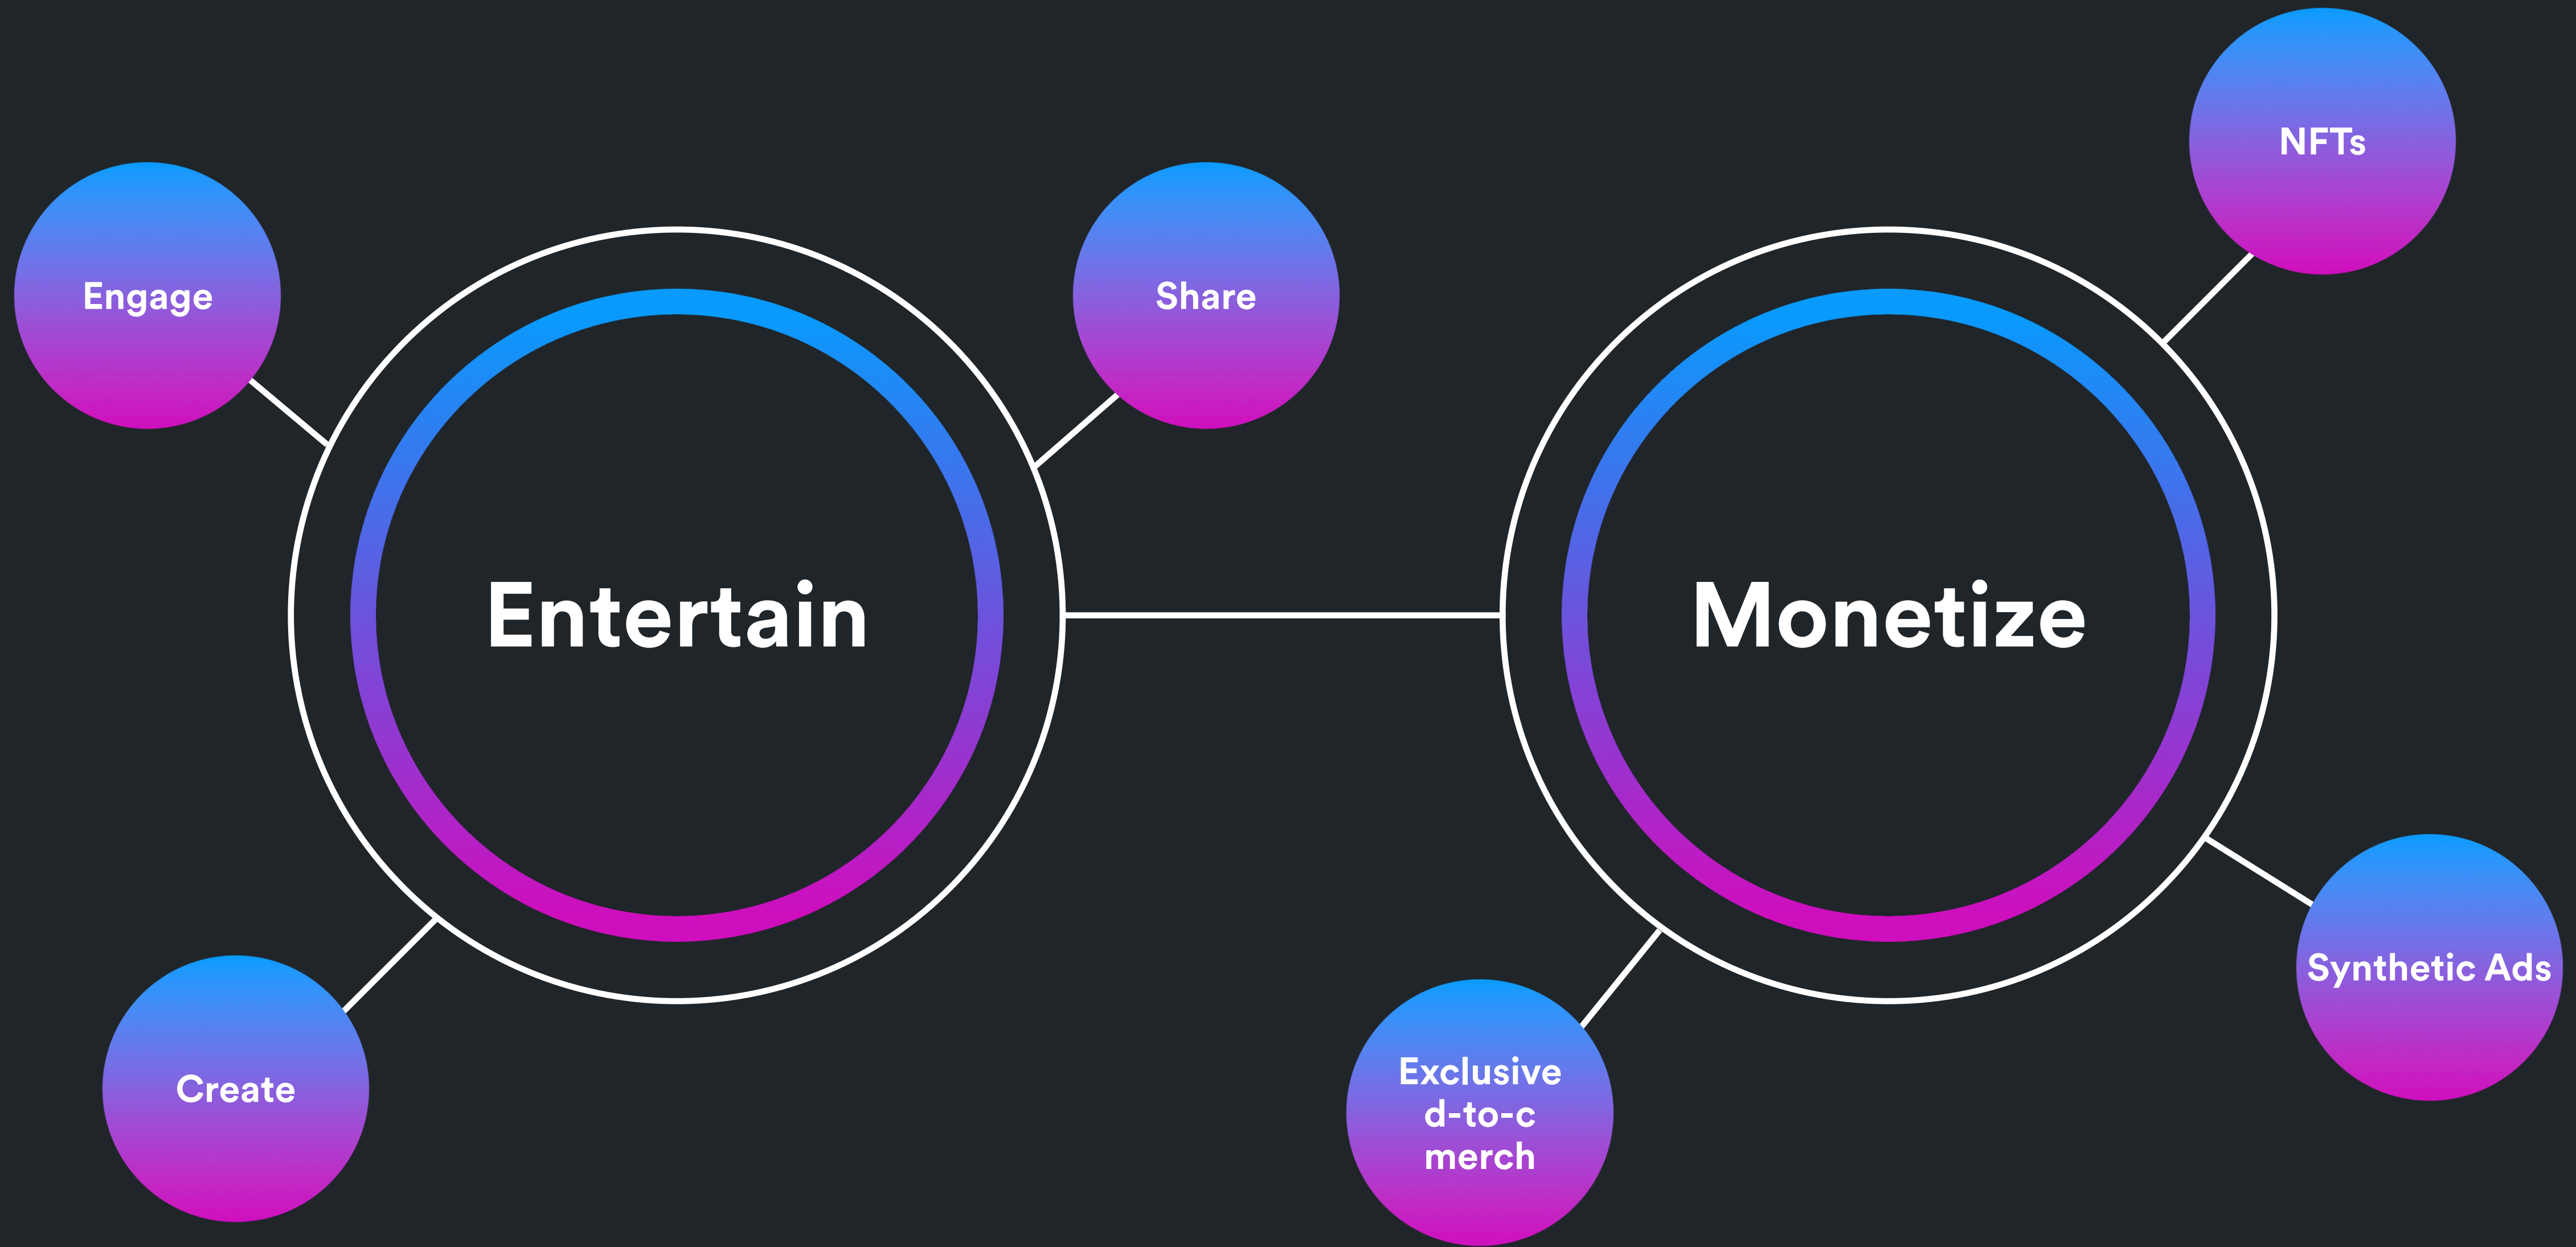 Engage
Share
Entertain
Create
NFTs
Monetize
Synthetic Ads
Exclusive
d-to-c
merch